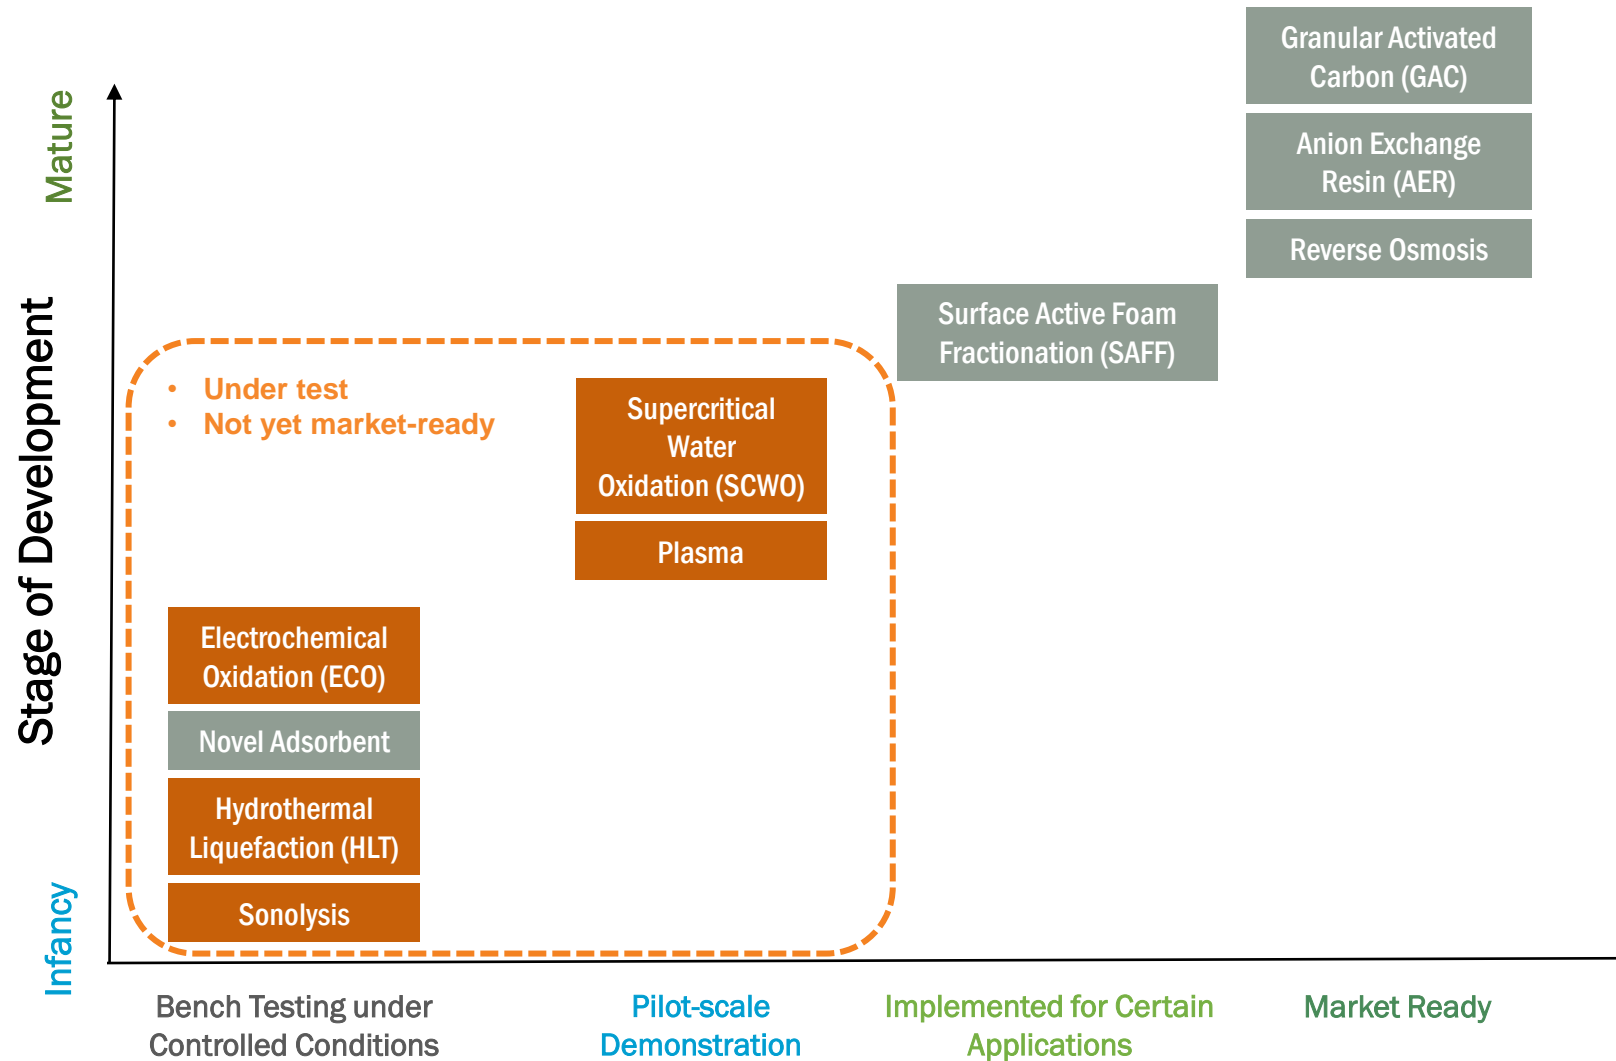 Granular Activated
Carbon (GAC)
Anion Exchange
Resin (AER)
Reverse Osmosis
Surface Active Foam
Fractionation (SAFF)
Mature
Stage of Development
Infancy
• Under test
• Not yet market-ready
Supercritical
Water
Oxidation (SCWO)
Plasma
Electrochemical
Oxidation (ECO)
Novel Adsorbent
Hydrothermal
Liquefaction (HLT)
Sonolysis
Bench Testing under
Controlled Conditions
Pilot-scale
Demonstration
Implemented for Certain
Applications
Market Ready